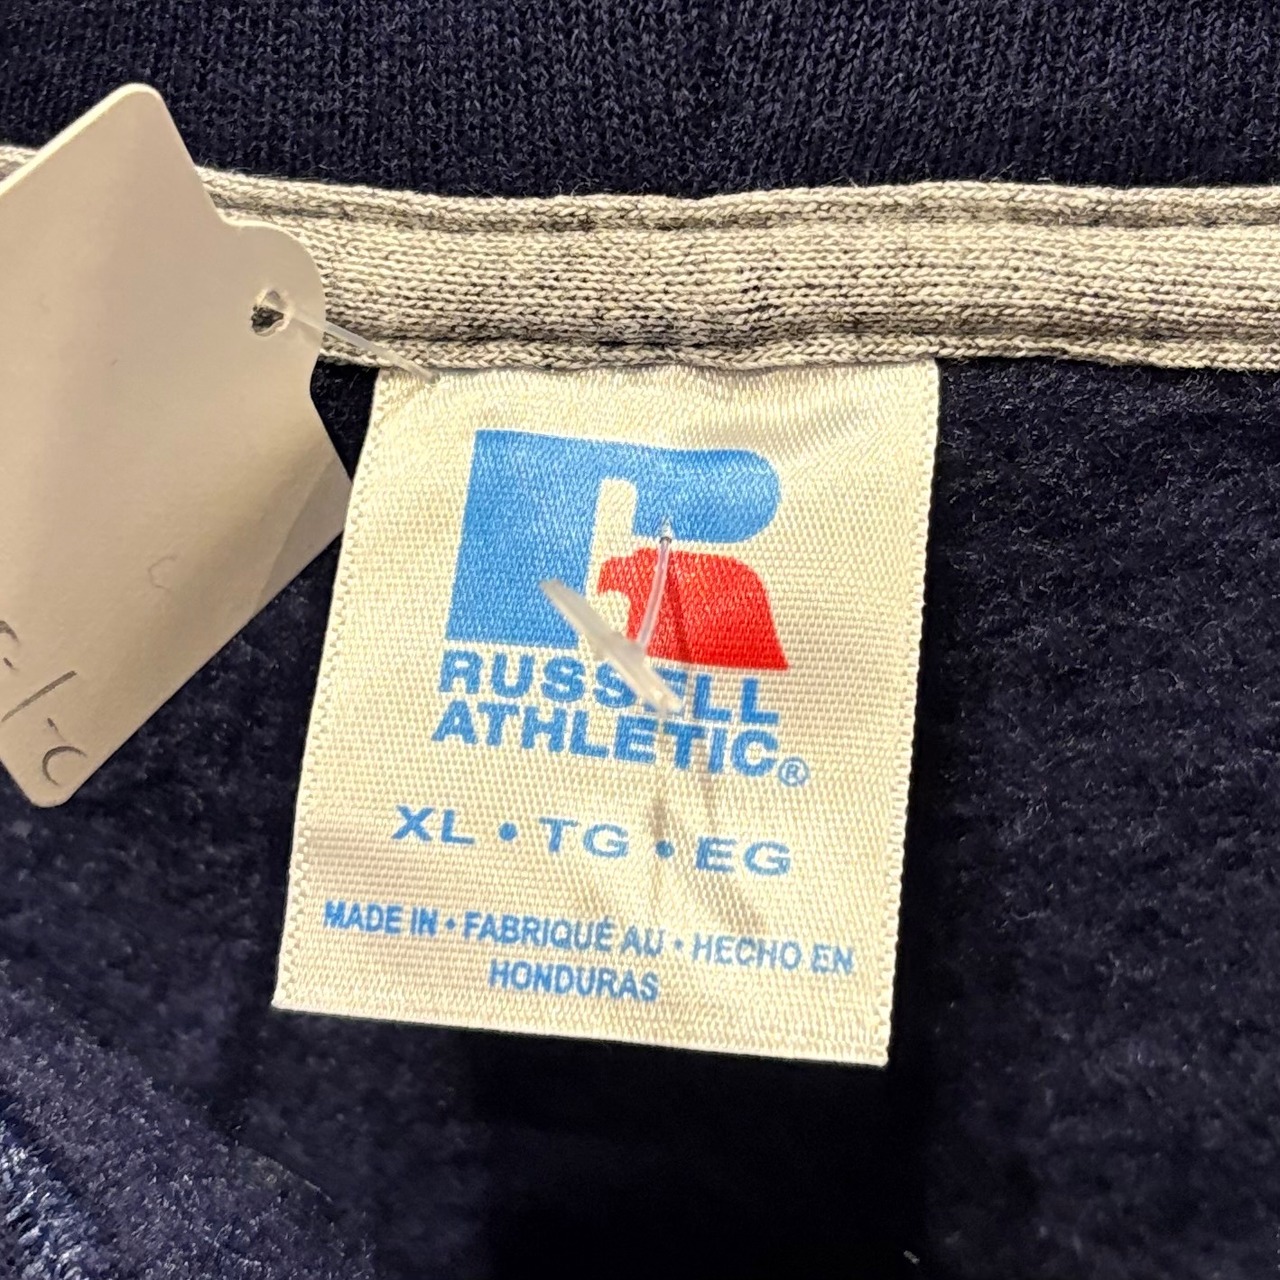 RUSSELL
ATHLETIC®
XL • TG • EG
MADE IN • FABRIQUÉ AU • HECHO EN
HONDURAS